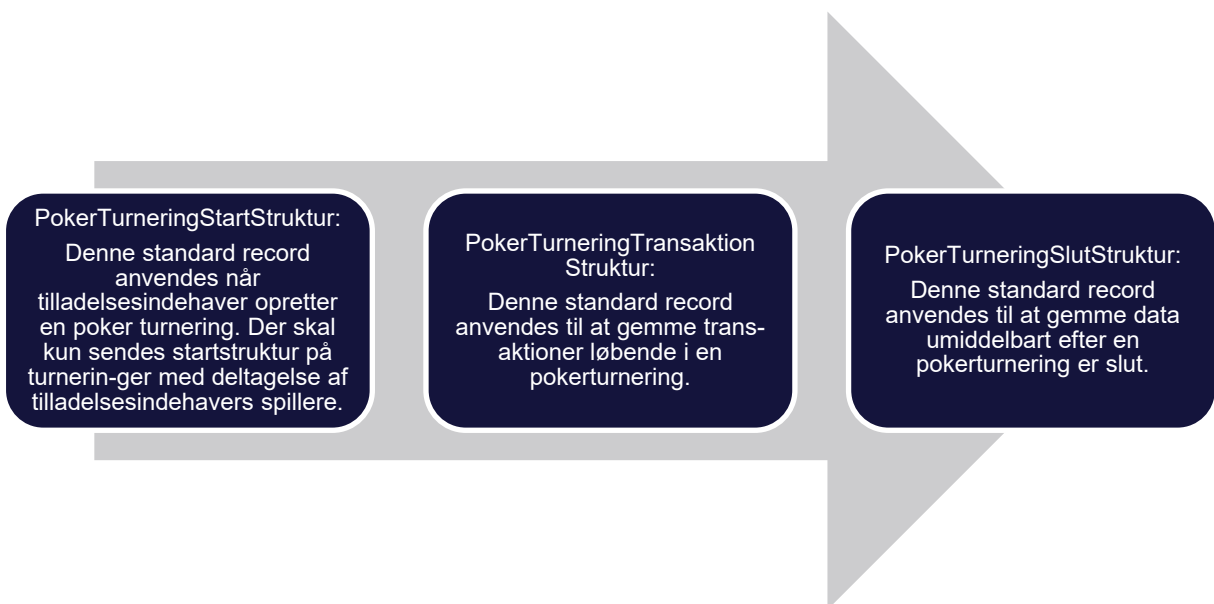 PokerTurneringStartStruktur:
Denne standard record
anvendes når
tilladelsesindehaver opretter
en poker turnering. Der skal
kun sendes startstruktur på
turnerin-ger med deltagelse af
tilladelsesindehavers spillere.
PokerTurneringTransaktion
Struktur:
Denne standard record
anvendes til at gemme trans-
aktioner løbende i en
pokerturnering.
PokerTurneringSlutStruktur:
Denne standard record
anvendes til at gemme data
umiddelbart efter en
pokerturnering er slut.